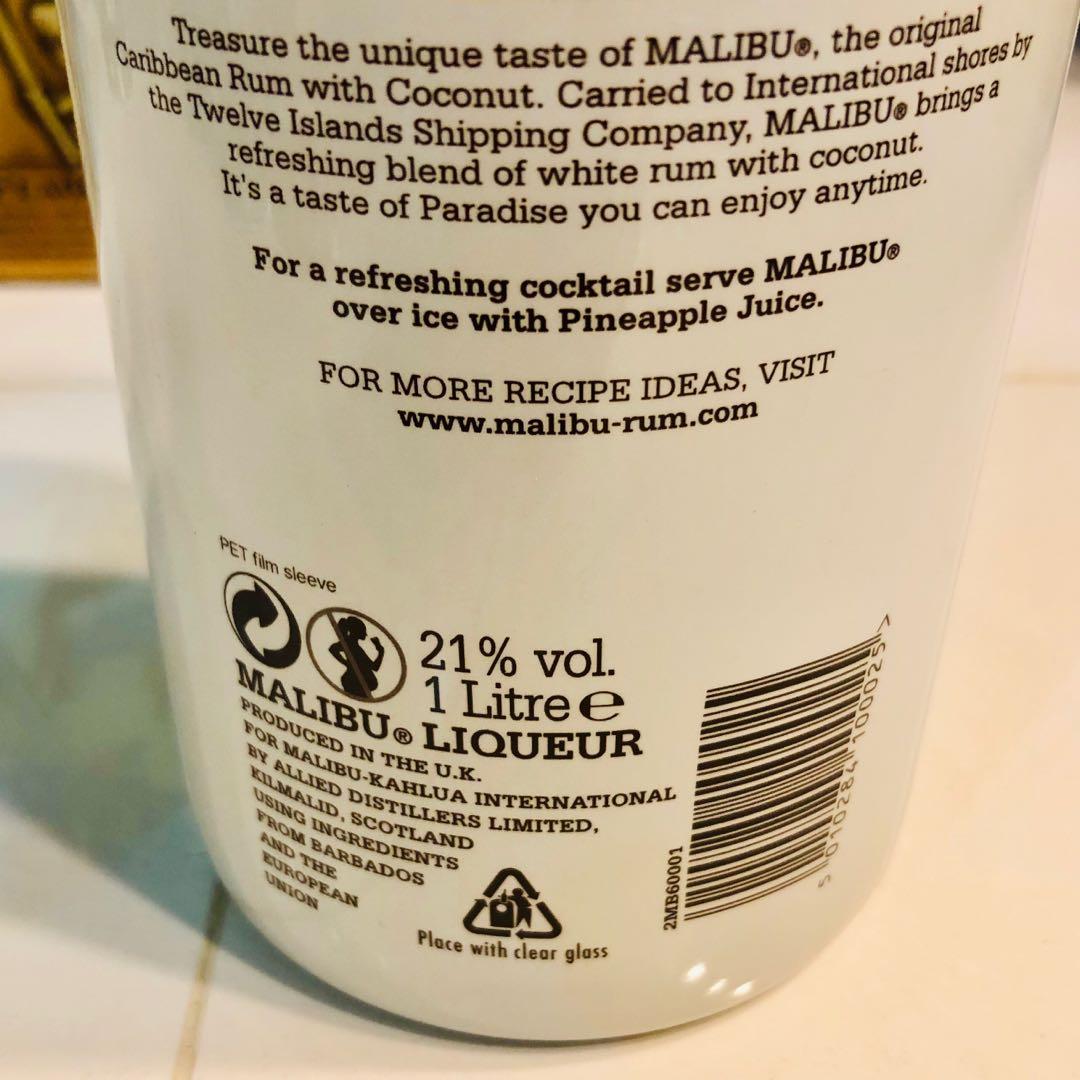 Treasure the unique taste of MALIBU®, the original
Caribbean Rum with Coconut. Carried to International shores by
the Twelve Islands Shipping Company, MALIBU® brings a
refreshing blend of white rum with coconut.
It's a taste of Paradise you can enjoy anytime.
For a refreshing cocktail serve MALIBU®
over ice with Pineapple Juice.
FOR MORE RECIPE IDEAS, VISIT
www.malibu-rum.com
PET film sleeve
21% vol.
1 Litre ℮
MALIBU® LIQUEUR
PRODUCED IN THE U.K.
FOR MALIBU-KAHLUA INTERNATIONAL
BY ALLIED DISTILLERS LIMITED,
KILMALID, SCOTLAND
USING INGREDIENTS
FROM BARBADOS
AND THE
EUROPEAN
UNION
Place with clear glass
2MB60001
5 010284 100025 >